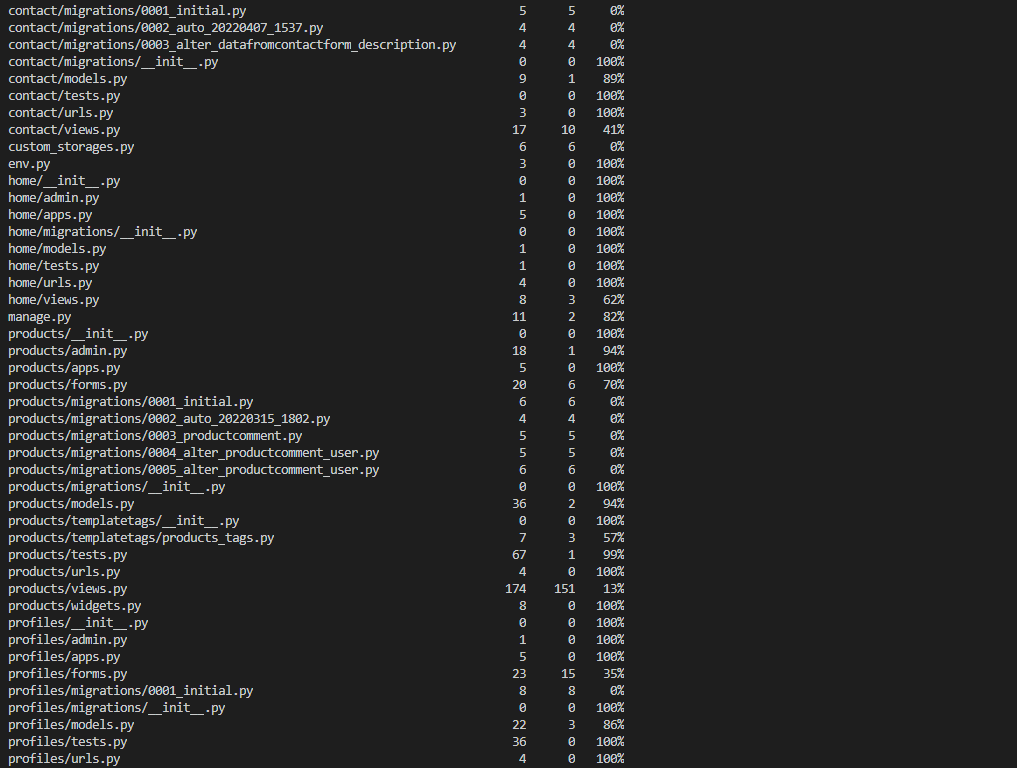 contact/migrations/0001_initial.py 5 5 0%
contact/migrations/0002_auto_20220407_1537.py 4 4 0%
contact/migrations/0003_alter_datafromcontactform_description.py 4 4 0%
contact/migrations/__init__.py 0 0 100%
contact/models.py 9 1 89%
contact/tests.py 0 0 100%
contact/urls.py 3 0 100%
contact/views.py 17 10 41%
custom_storages.py 6 6 0%
env.py 3 0 100%
home/__init__.py 0 0 100%
home/admin.py 1 0 100%
home/apps.py 5 0 100%
home/migrations/__init__.py 0 0 100%
home/models.py 1 0 100%
home/tests.py 1 0 100%
home/urls.py 4 0 100%
home/views.py 8 3 62%
manage.py 11 2 82%
products/__init__.py 0 0 100%
products/admin.py 18 1 94%
products/apps.py 5 0 100%
products/forms.py 20 6 70%
products/migrations/0001_initial.py 6 6 0%
products/migrations/0002_auto_20220315_1802.py 4 4 0%
products/migrations/0003_productcomment.py 5 5 0%
products/migrations/0004_alter_productcomment_user.py 5 5 0%
products/migrations/0005_alter_productcomment_user.py 6 6 0%
products/migrations/__init__.py 0 0 100%
products/models.py 36 2 94%
products/templatetags/__init__.py 0 0 100%
products/templatetags/products_tags.py 7 3 57%
products/tests.py 67 1 99%
products/urls.py 4 0 100%
products/views.py 174 151 13%
products/widgets.py 8 0 100%
profiles/__init__.py 0 0 100%
profiles/admin.py 1 0 100%
profiles/apps.py 5 0 100%
profiles/forms.py 23 15 35%
profiles/migrations/0001_initial.py 8 8 0%
profiles/migrations/__init__.py 0 0 100%
profiles/models.py 22 3 86%
profiles/tests.py 36 0 100%
profiles/urls.py 4 0 100%